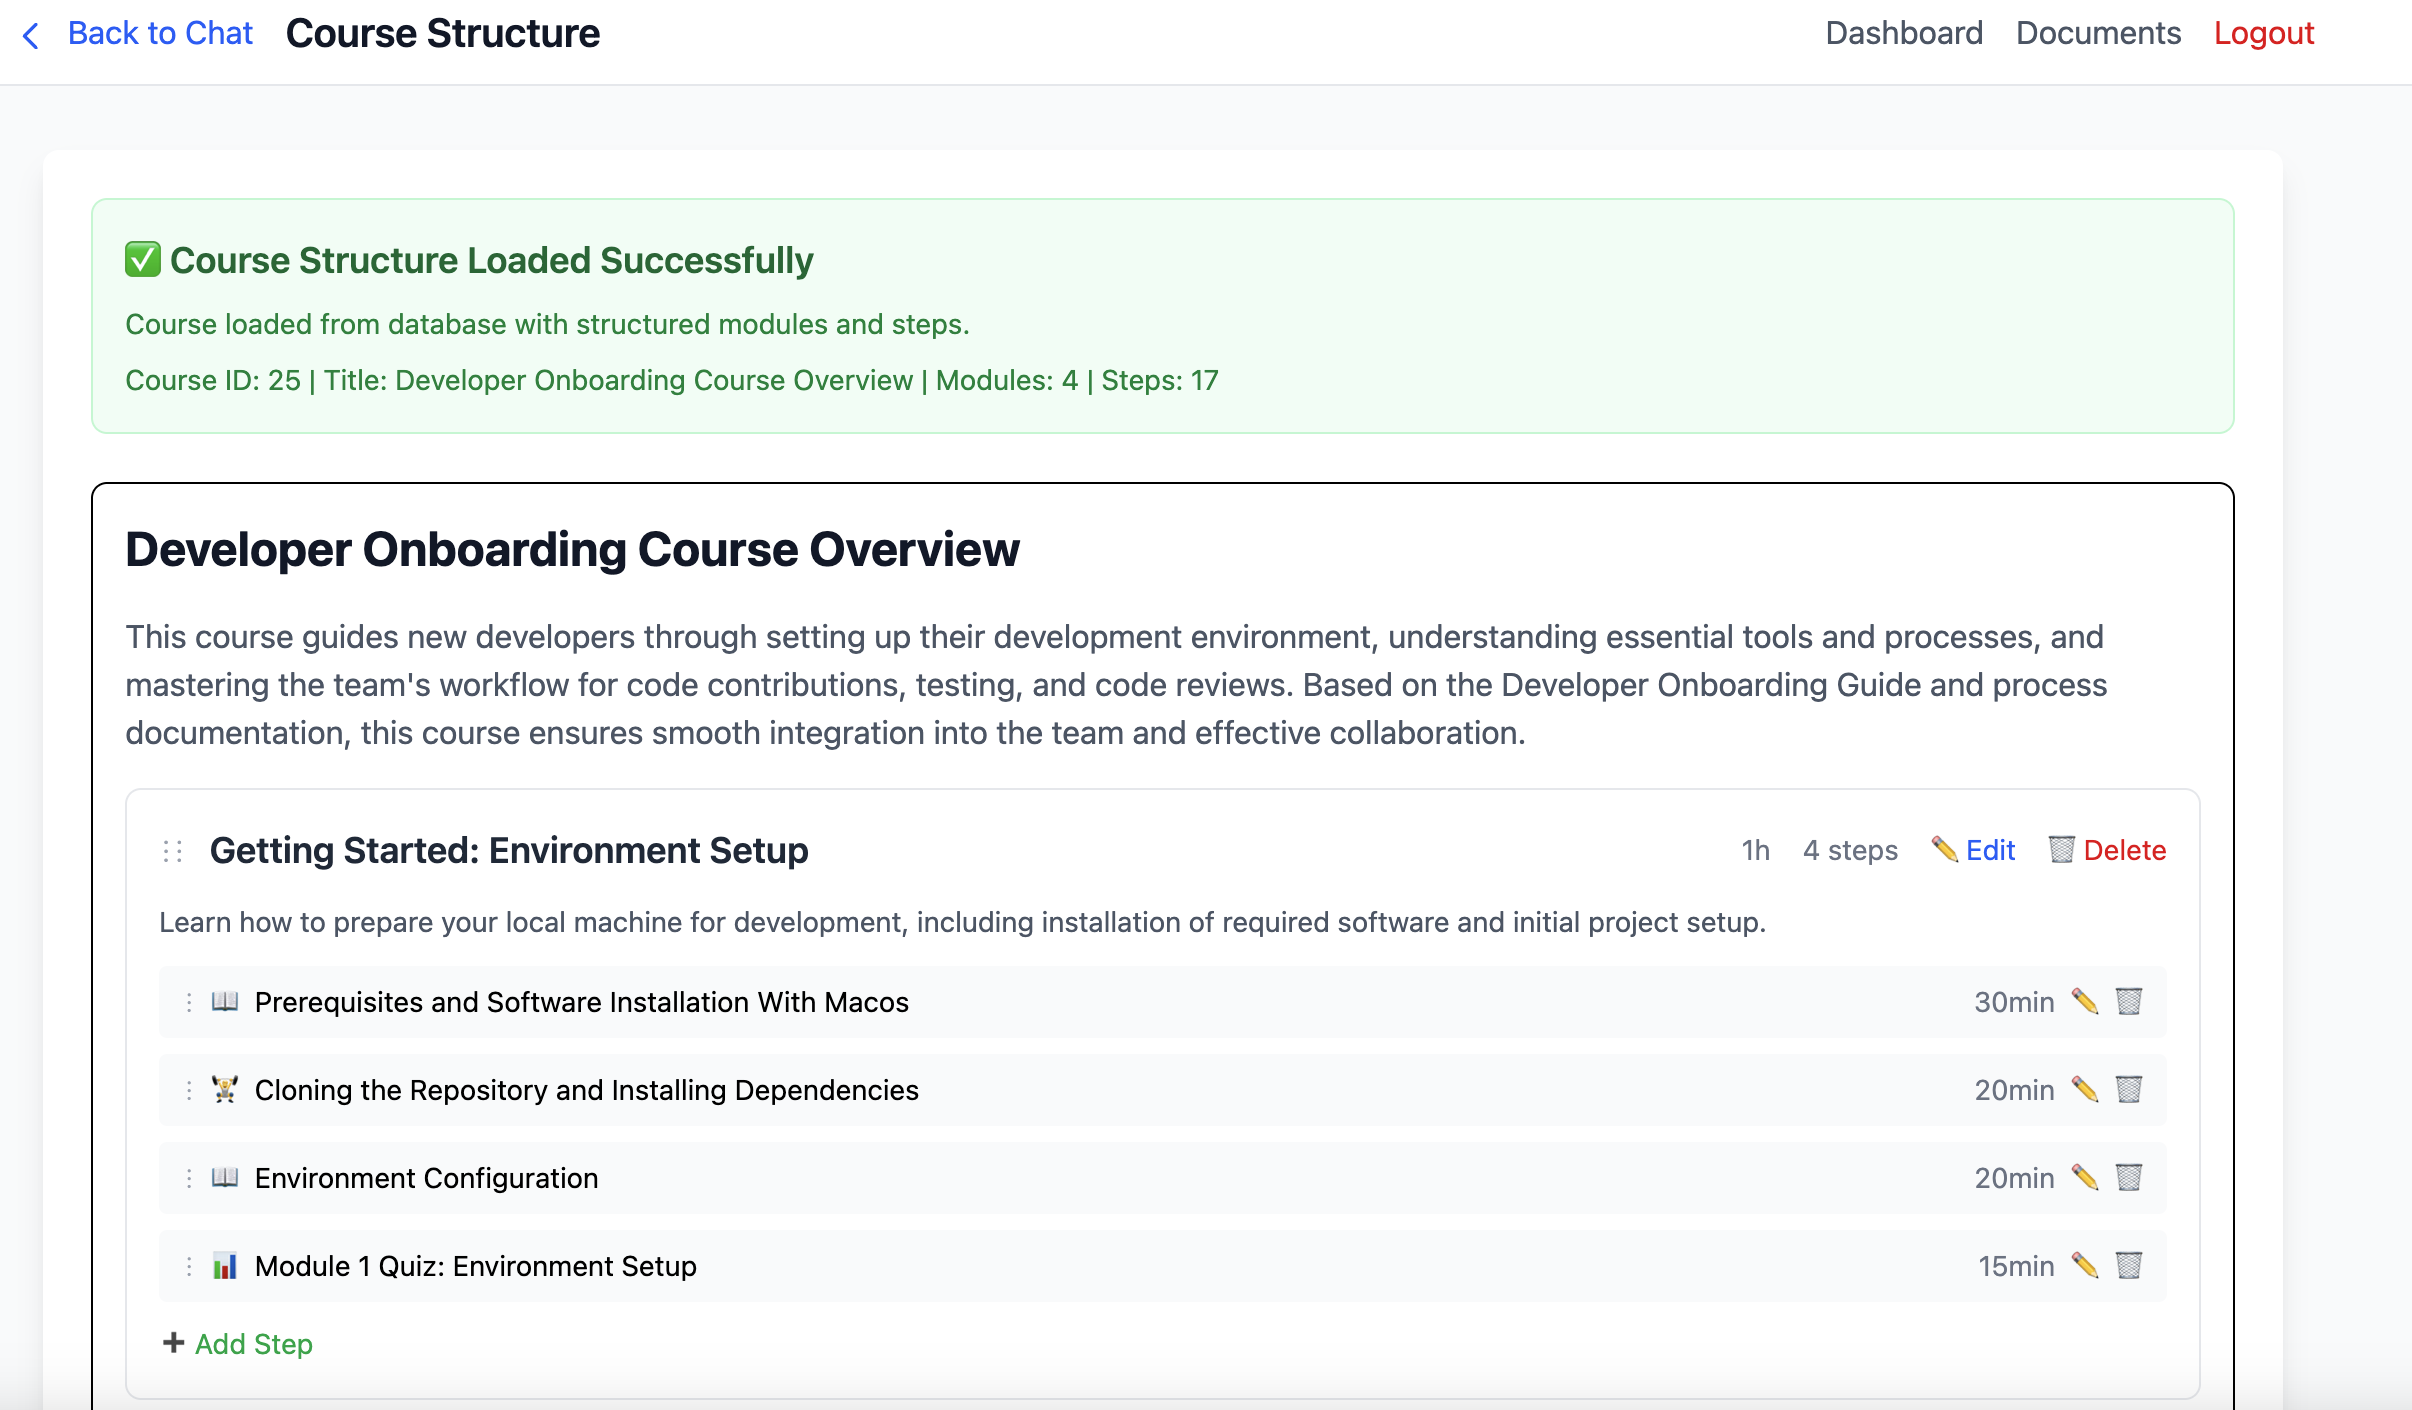 Back to Chat Course Structure Dashboard Documents Logout
✅ Course Structure Loaded Successfully
Course loaded from database with structured modules and steps.
Course ID: 25 | Title: Developer Onboarding Course Overview | Modules: 4 | Steps: 17
Developer Onboarding Course Overview
This course guides new developers through setting up their development environment, understanding essential tools and processes, and
mastering the team's workflow for code contributions, testing, and code reviews. Based on the Developer Onboarding Guide and process
documentation, this course ensures smooth integration into the team and effective collaboration.
Getting Started: Environment Setup 1h 4 steps ✏️ Edit 🗑️ Delete
Learn how to prepare your local machine for development, including installation of required software and initial project setup.
📖 Prerequisites and Software Installation With Macos 30min ✏️ 🗑️
🏋️ Cloning the Repository and Installing Dependencies 20min ✏️ 🗑️
📖 Environment Configuration 20min ✏️ 🗑️
📊 Module 1 Quiz: Environment Setup 15min ✏️ 🗑️
➕ Add Step